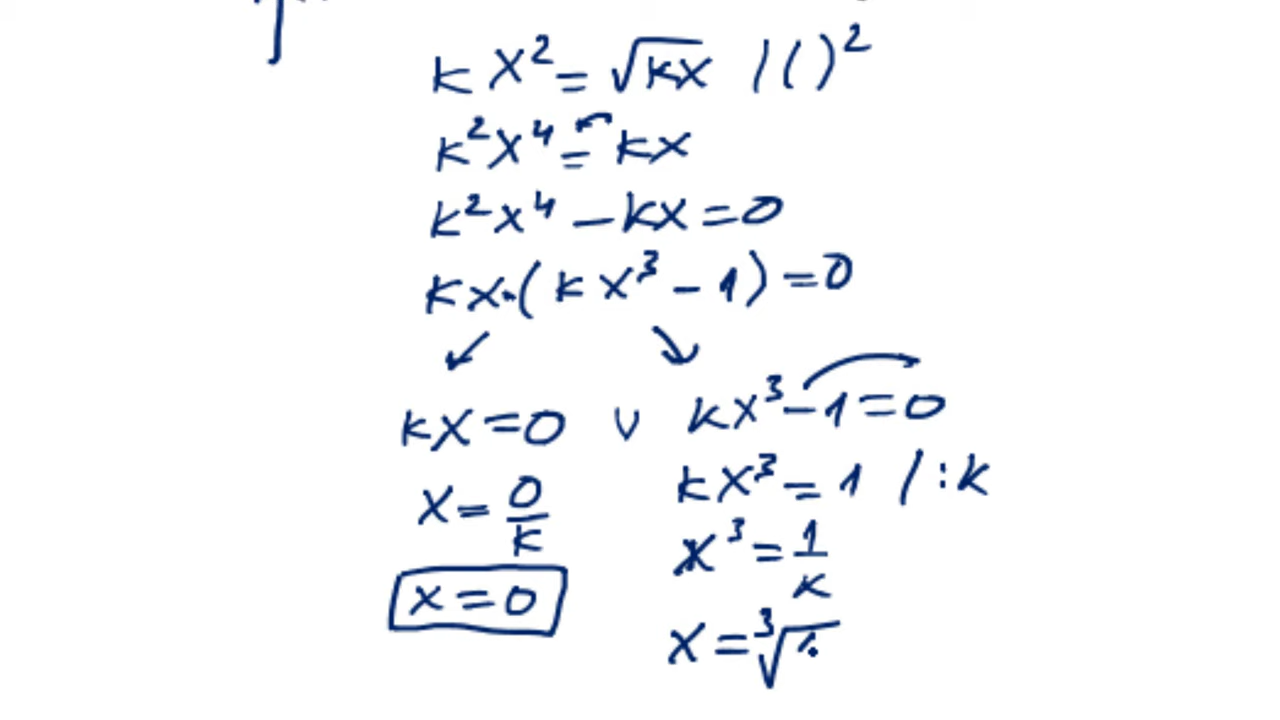 kx² = √kx /( )²
k²x⁴ = kx
k²x⁴ - kx = 0
kx·(kx³ - 1) = 0
kx = 0 ∨ kx³ - 1 = 0
x = 0/k
kx³ = 1 /:k
x = 0
x³ = 1/k
x = ³√